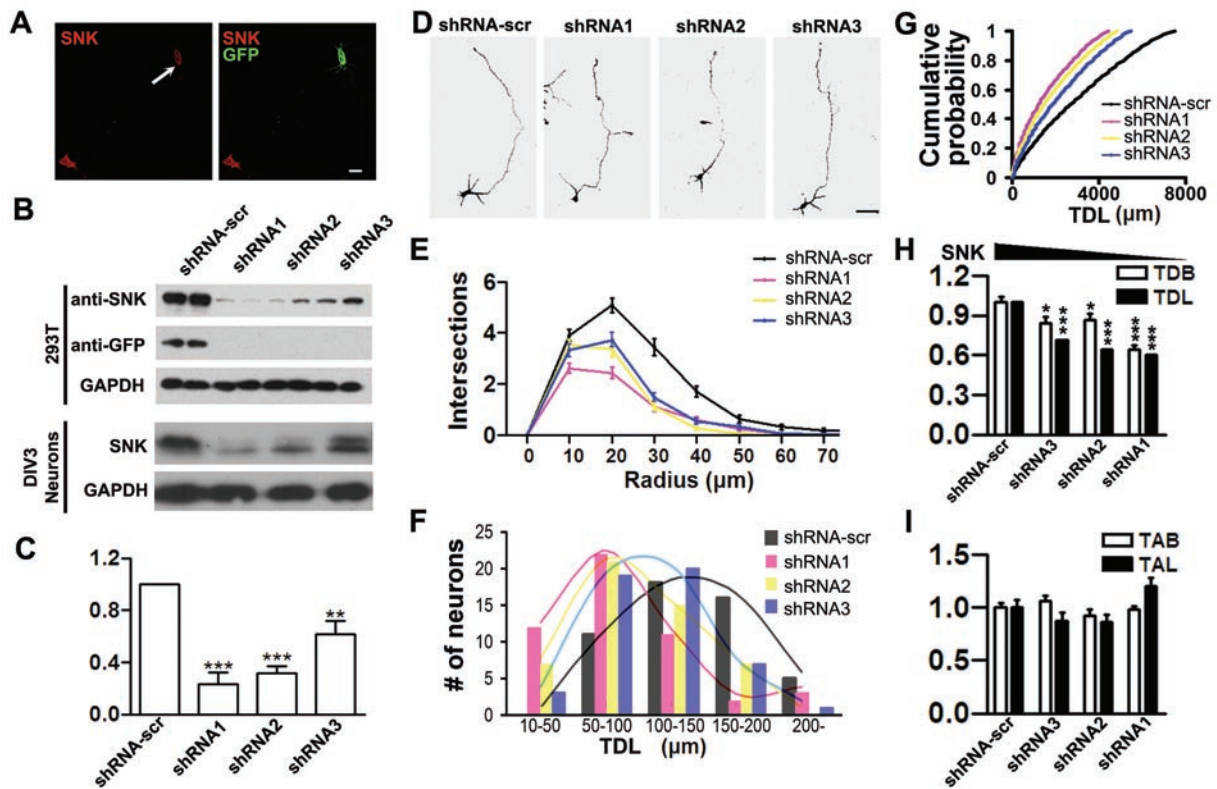 A
SNK
SNK
GFP
B
shRNA-scr
shRNA1
shRNA2
shRNA3
293T
anti-SNK
anti-GFP
GAPDH
DIV3
Neurons
SNK
GAPDH
C
1.2
0.8
0.4
0.0
***
***
**
shRNA-scr
shRNA1
shRNA2
shRNA3
D
shRNA-scr
shRNA1
shRNA2
shRNA3
E
Intersections
6
4
2
0
shRNA-scr
shRNA1
shRNA2
shRNA3
0 10 20 30 40 50 60 70
Radius (µm)
F
# of neurons
25
20
15
10
5
0
shRNA-scr
shRNA1
shRNA2
shRNA3
10-50 50-100 100-150 150-200 200-
TDL (µm)
G
Cumulative
probability
1
0.8
0.6
0.4
0.2
0
shRNA-scr
shRNA1
shRNA2
shRNA3
0 4000 8000
TDL (µm)
H
SNK
1.2
0.9
0.6
0.3
0.0
TDB
TDL
*
***
*
***
***
***
shRNA-scr
shRNA3
shRNA2
shRNA1
I
1.5
1.0
0.5
0.0
TAB
TAL
shRNA-scr
shRNA3
shRNA2
shRNA1